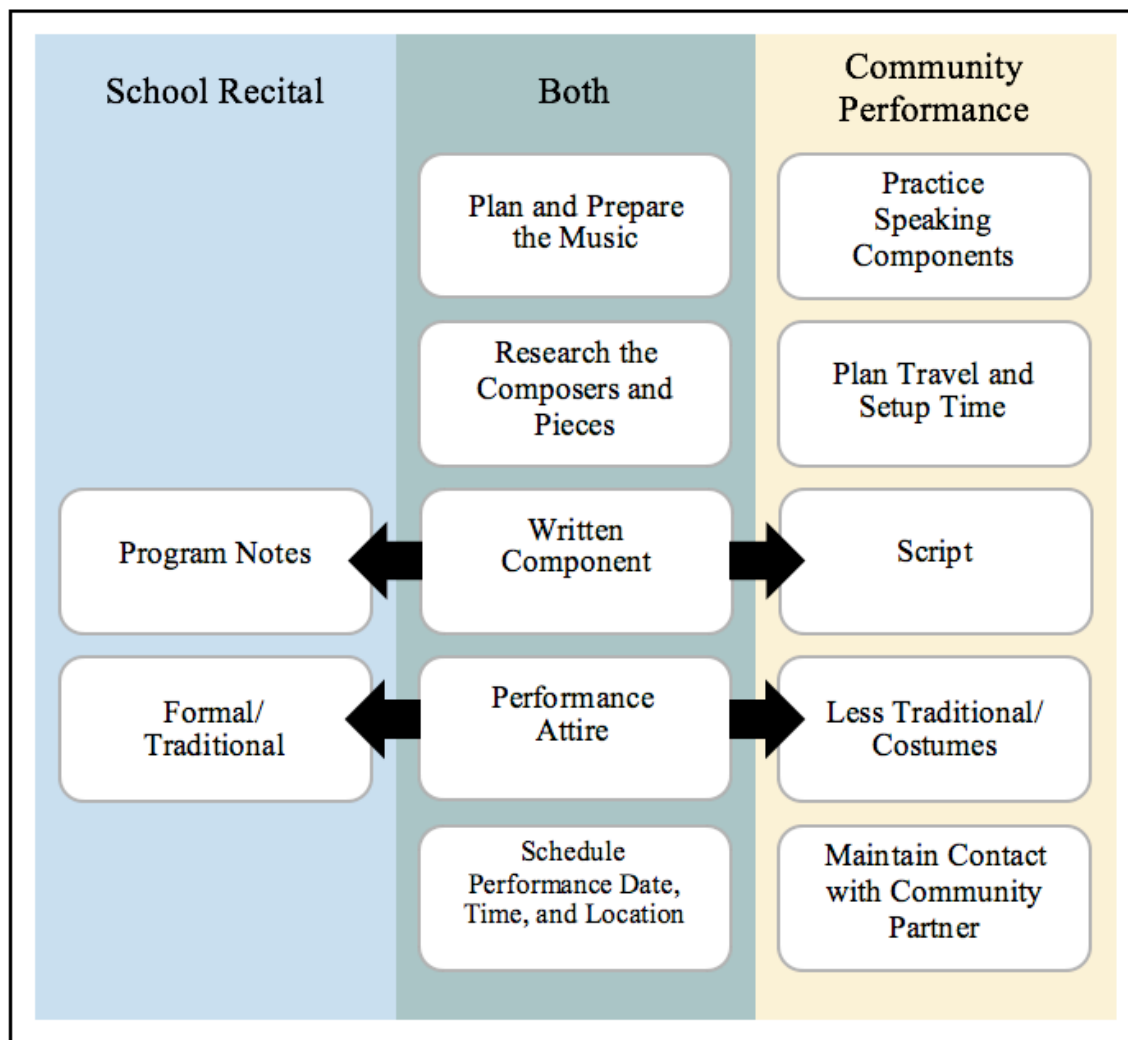 School Recital
Both
Community
Performance
Plan and Prepare
the Music
Practice
Speaking
Components
Research the
Composers and
Pieces
Plan Travel and
Setup Time
Program Notes
Written
Component
Script
Formal/
Traditional
Performance
Attire
Less Traditional/
Costumes
Schedule
Performance Date,
Time, and Location
Maintain Contact
with Community
Partner